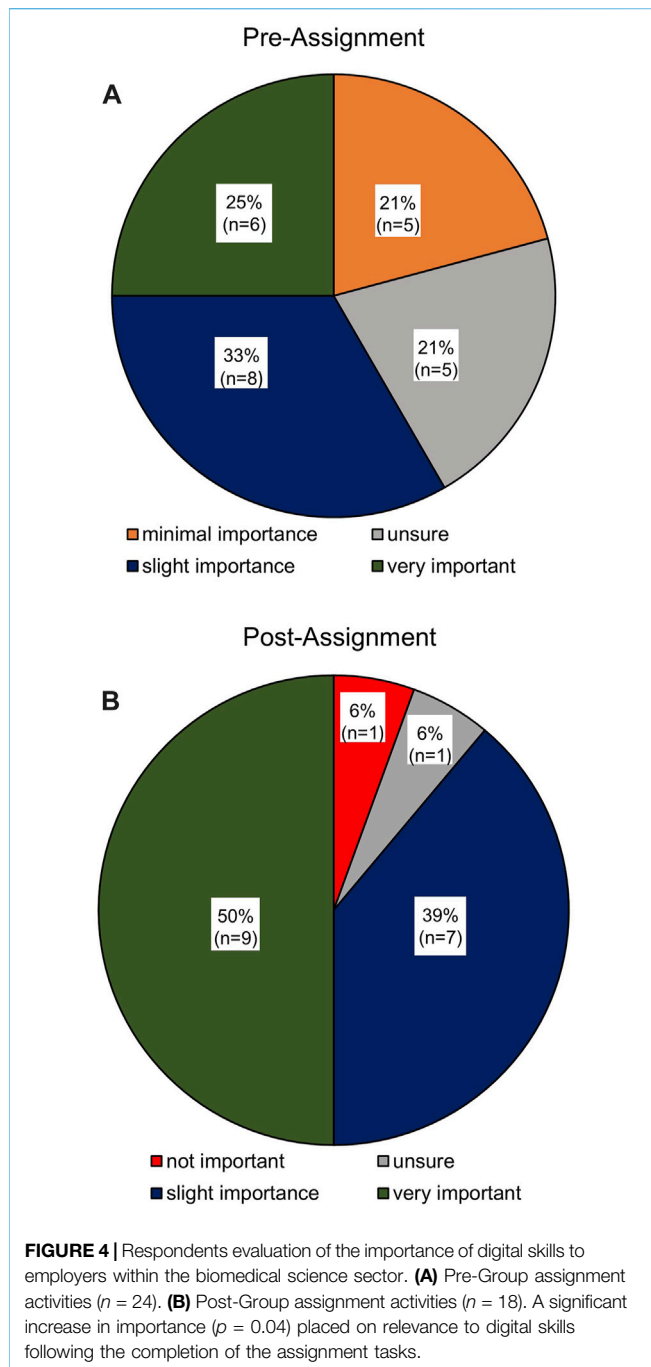 Pre-Assignment
A
25%
(n=6)
21%
(n=5)
33%
(n=8)
21%
(n=5)
minimal importance
unsure
slight importance
very important
Post-Assignment
B
6%
(n=1)
6%
(n=1)
50%
(n=9)
39%
(n=7)
not important
unsure
slight importance
very important
FIGURE 4 | Respondents evaluation of the importance of digital skills to
employers within the biomedical science sector. (A) Pre-Group assignment
activities (n = 24). (B) Post-Group assignment activities (n = 18). A significant
increase in importance (p = 0.04) placed on relevance to digital skills
following the completion of the assignment tasks.